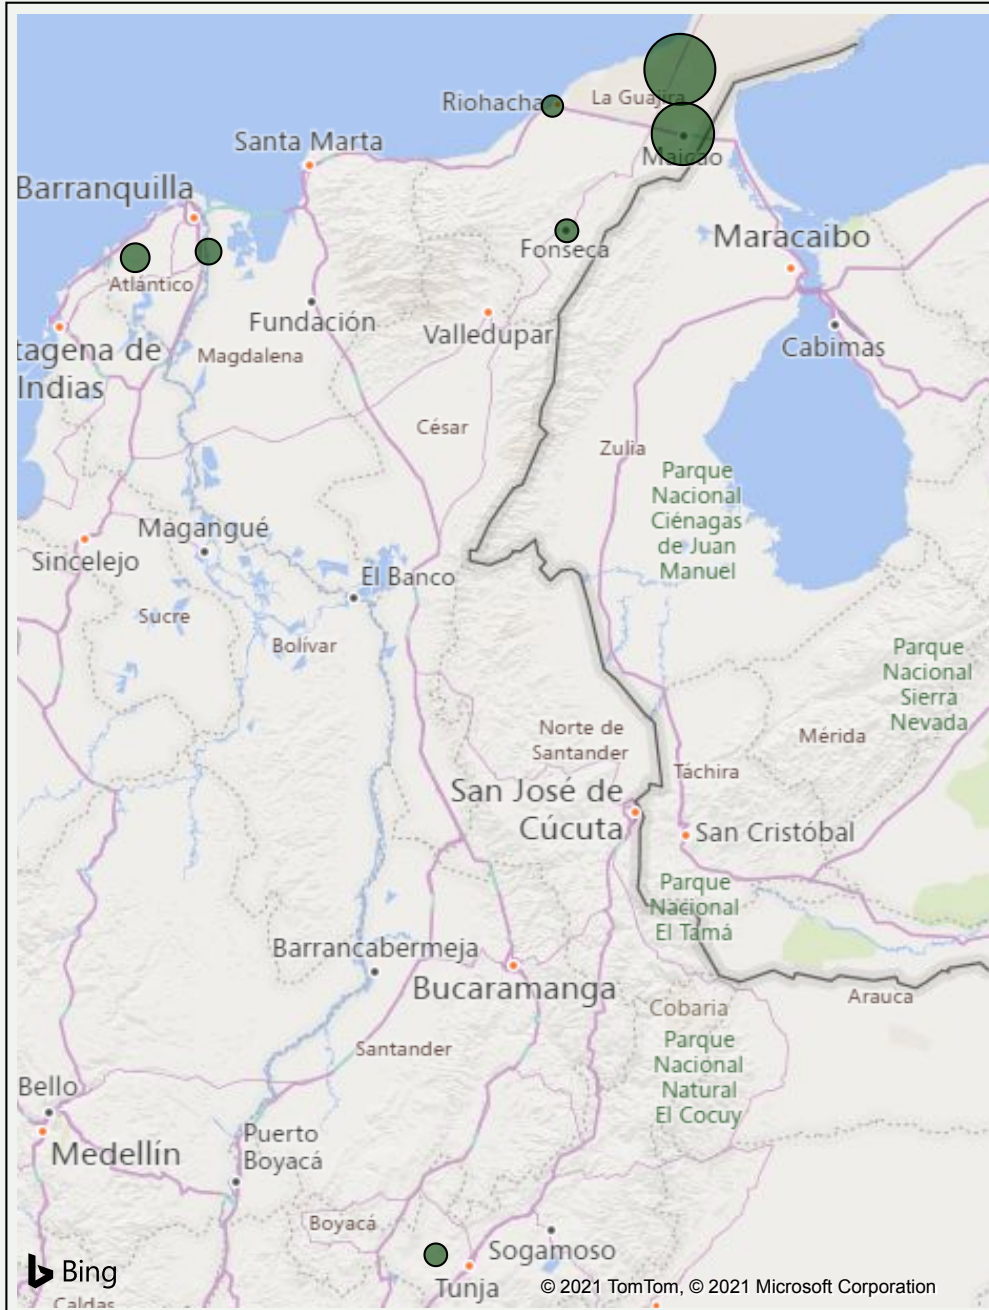 Riohacha
La Guajira
Santa Marta
Maicao
Barranquilla
Fonseca
Maracaibo
Atlántico
Fundación
Valledupar
Cabimas
tagena de
Indias
Magdalena
César
Zulia
Parque
Nacional
Ciénagas
de Juan
Manuel
Magangué
Sincelejo
El Banco
Sucre
Bolívar
Parque
Nacional
Sierra
Nevada
Norte de
Santander
Mérida
Táchira
San José de
Cúcuta
San Cristóbal
Parque
Nacional
El Tamá
Barrancabermeja
Bucaramanga
Arauca
Cobaria
Parque
Nacional
Natural
El Cocuy
Santander
Bello
Medellín
Puerto
Boyacá
Boyacá
Sogamoso
Tunja
Bing
© 2021 TomTom, © 2021 Microsoft Corporation
Caldas